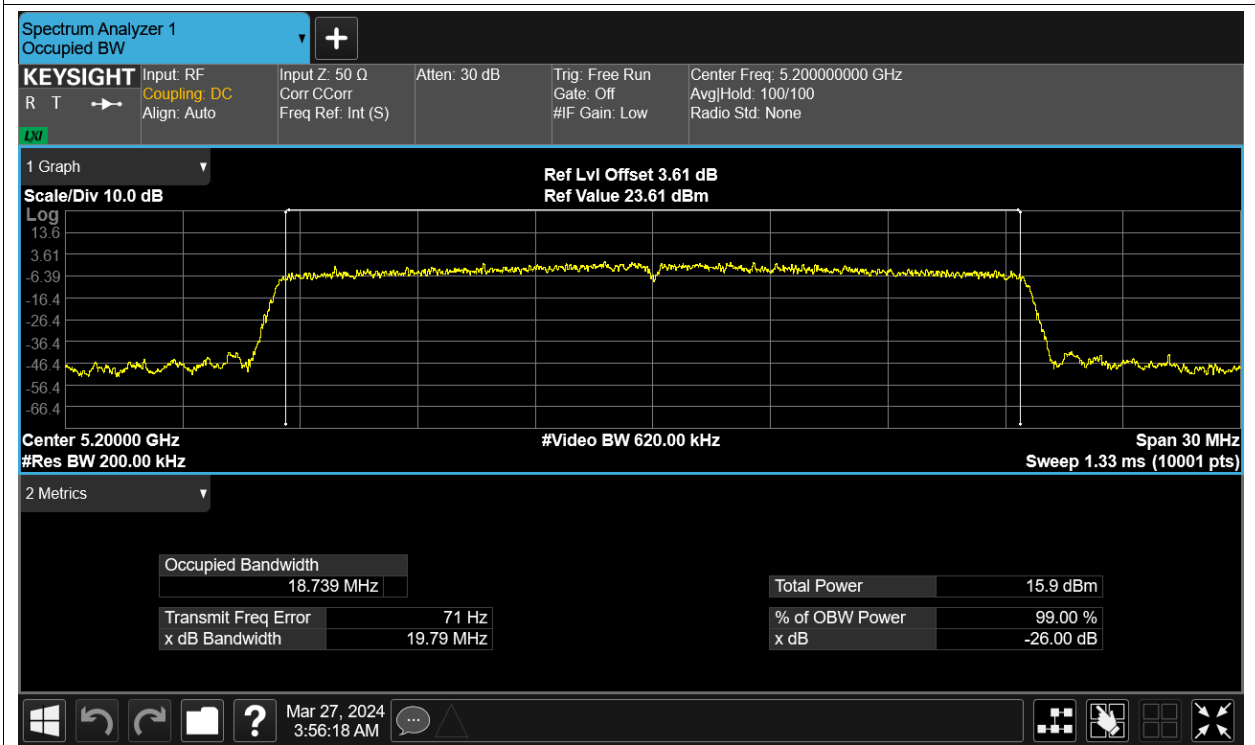 Spectrum Analyzer 1
Occupied BW
KEYSIGHT
R T
LXI
Input: RF
Coupling: DC
Align: Auto
Input Z: 50 Ω
Corr CCorr
Freq Ref: Int (S)
Atten: 30 dB
Trig: Free Run
Gate: Off
#IF Gain: Low
Center Freq: 5.200000000 GHz
Avg|Hold: 100/100
Radio Std: None
1 Graph
Scale/Div 10.0 dB
Ref Lvl Offset 3.61 dB
Ref Value 23.61 dBm
Log
13.6
3.61
-6.39
-16.4
-26.4
-36.4
-46.4
-56.4
-66.4
Center 5.20000 GHz
#Res BW 200.00 kHz
#Video BW 620.00 kHz
Span 30 MHz
Sweep 1.33 ms (10001 pts)
2 Metrics
Occupied Bandwidth
18.739 MHz
Transmit Freq Error 71 Hz
x dB Bandwidth 19.79 MHz
Total Power 15.9 dBm
% of OBW Power 99.00 %
x dB -26.00 dB
?
Mar 27, 2024
3:56:18 AM